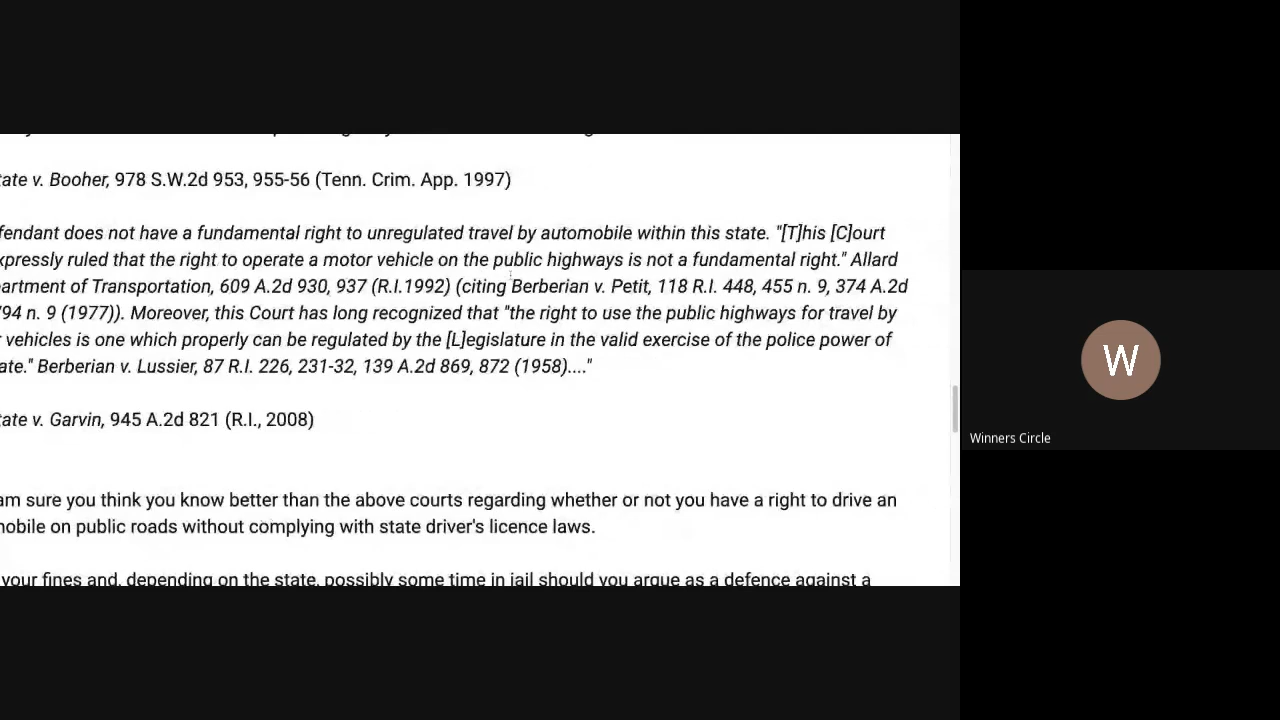 tate v. Booher, 978 S.W.2d 953, 955-56 (Tenn. Crim. App. 1997)
fendant does not have a fundamental right to unregulated travel by automobile within this state. "[T]his [C]ourt
xpressly ruled that the right to operate a motor vehicle on the public highways is not a fundamental right." Allard
artment of Transportation, 609 A.2d 930, 937 (R.I.1992) (citing Berberian v. Petit, 118 R.I. 448, 455 n. 9, 374 A.2d
'94 n. 9 (1977)). Moreover, this Court has long recognized that "the right to use the public highways for travel by
vehicles is one which properly can be regulated by the [L]egislature in the valid exercise of the police power of
ate." Berberian v. Lussier, 87 R.I. 226, 231-32, 139 A.2d 869, 872 (1958)...."
tate v. Garvin, 945 A.2d 821 (R.I., 2008)
am sure you think you know better than the above courts regarding whether or not you have a right to drive an
nobile on public roads without complying with state driver's licence laws.
your fines and, depending on the state, possibly some time in jail should you argue as a defence against a
W
Winners Circle